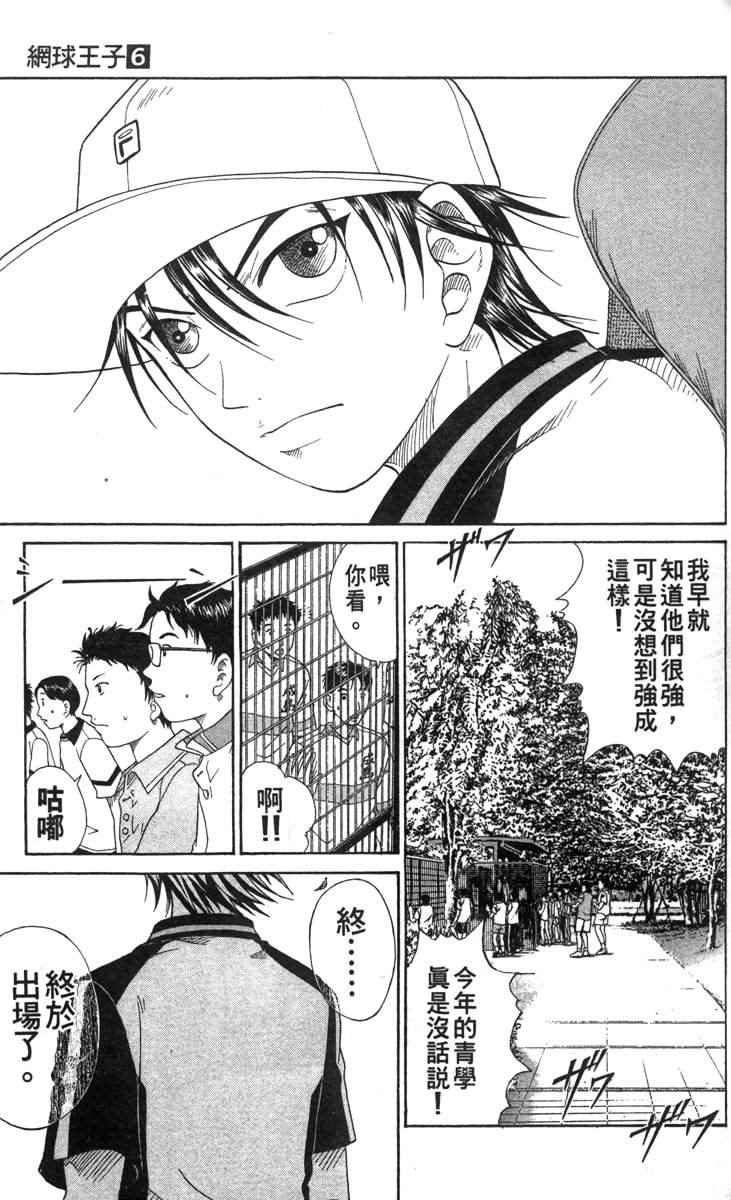 網球王子6
F
ザワ
我早就
知道他們很強，
可是沒想到強成
這樣！
今年的青學
眞是沒話說！
ザワ
ザワ
喂，
你看。
啊!!
咕嘟
終……
終於
出場了。